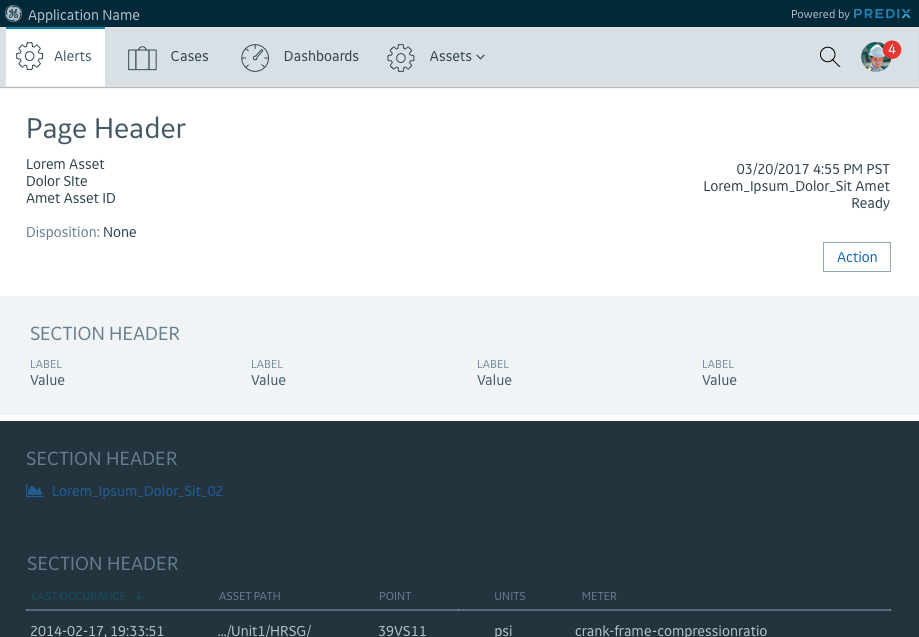 Application Name
Powered by PREDIX
Alerts
Cases
Dashboards
Assets
4
Page Header
Lorem Asset
Dolor SIte
Amet Asset ID
03/20/2017 4:55 PM PST
Lorem_Ipsum_Dolor_Sit Amet
Ready
Disposition: None
Action
SECTION HEADER
LABEL LABEL LABEL LABEL
Value Value Value Value
SECTION HEADER
Lorem_Ipsum_Dolor_Sit_02
SECTION HEADER
LAST OCCURANCE ASSET PATH POINT UNITS METER
2014-02-17, 19:33:51 .../Unit1/HRSG/ 39VS11 psi crank-frame-compressionratio